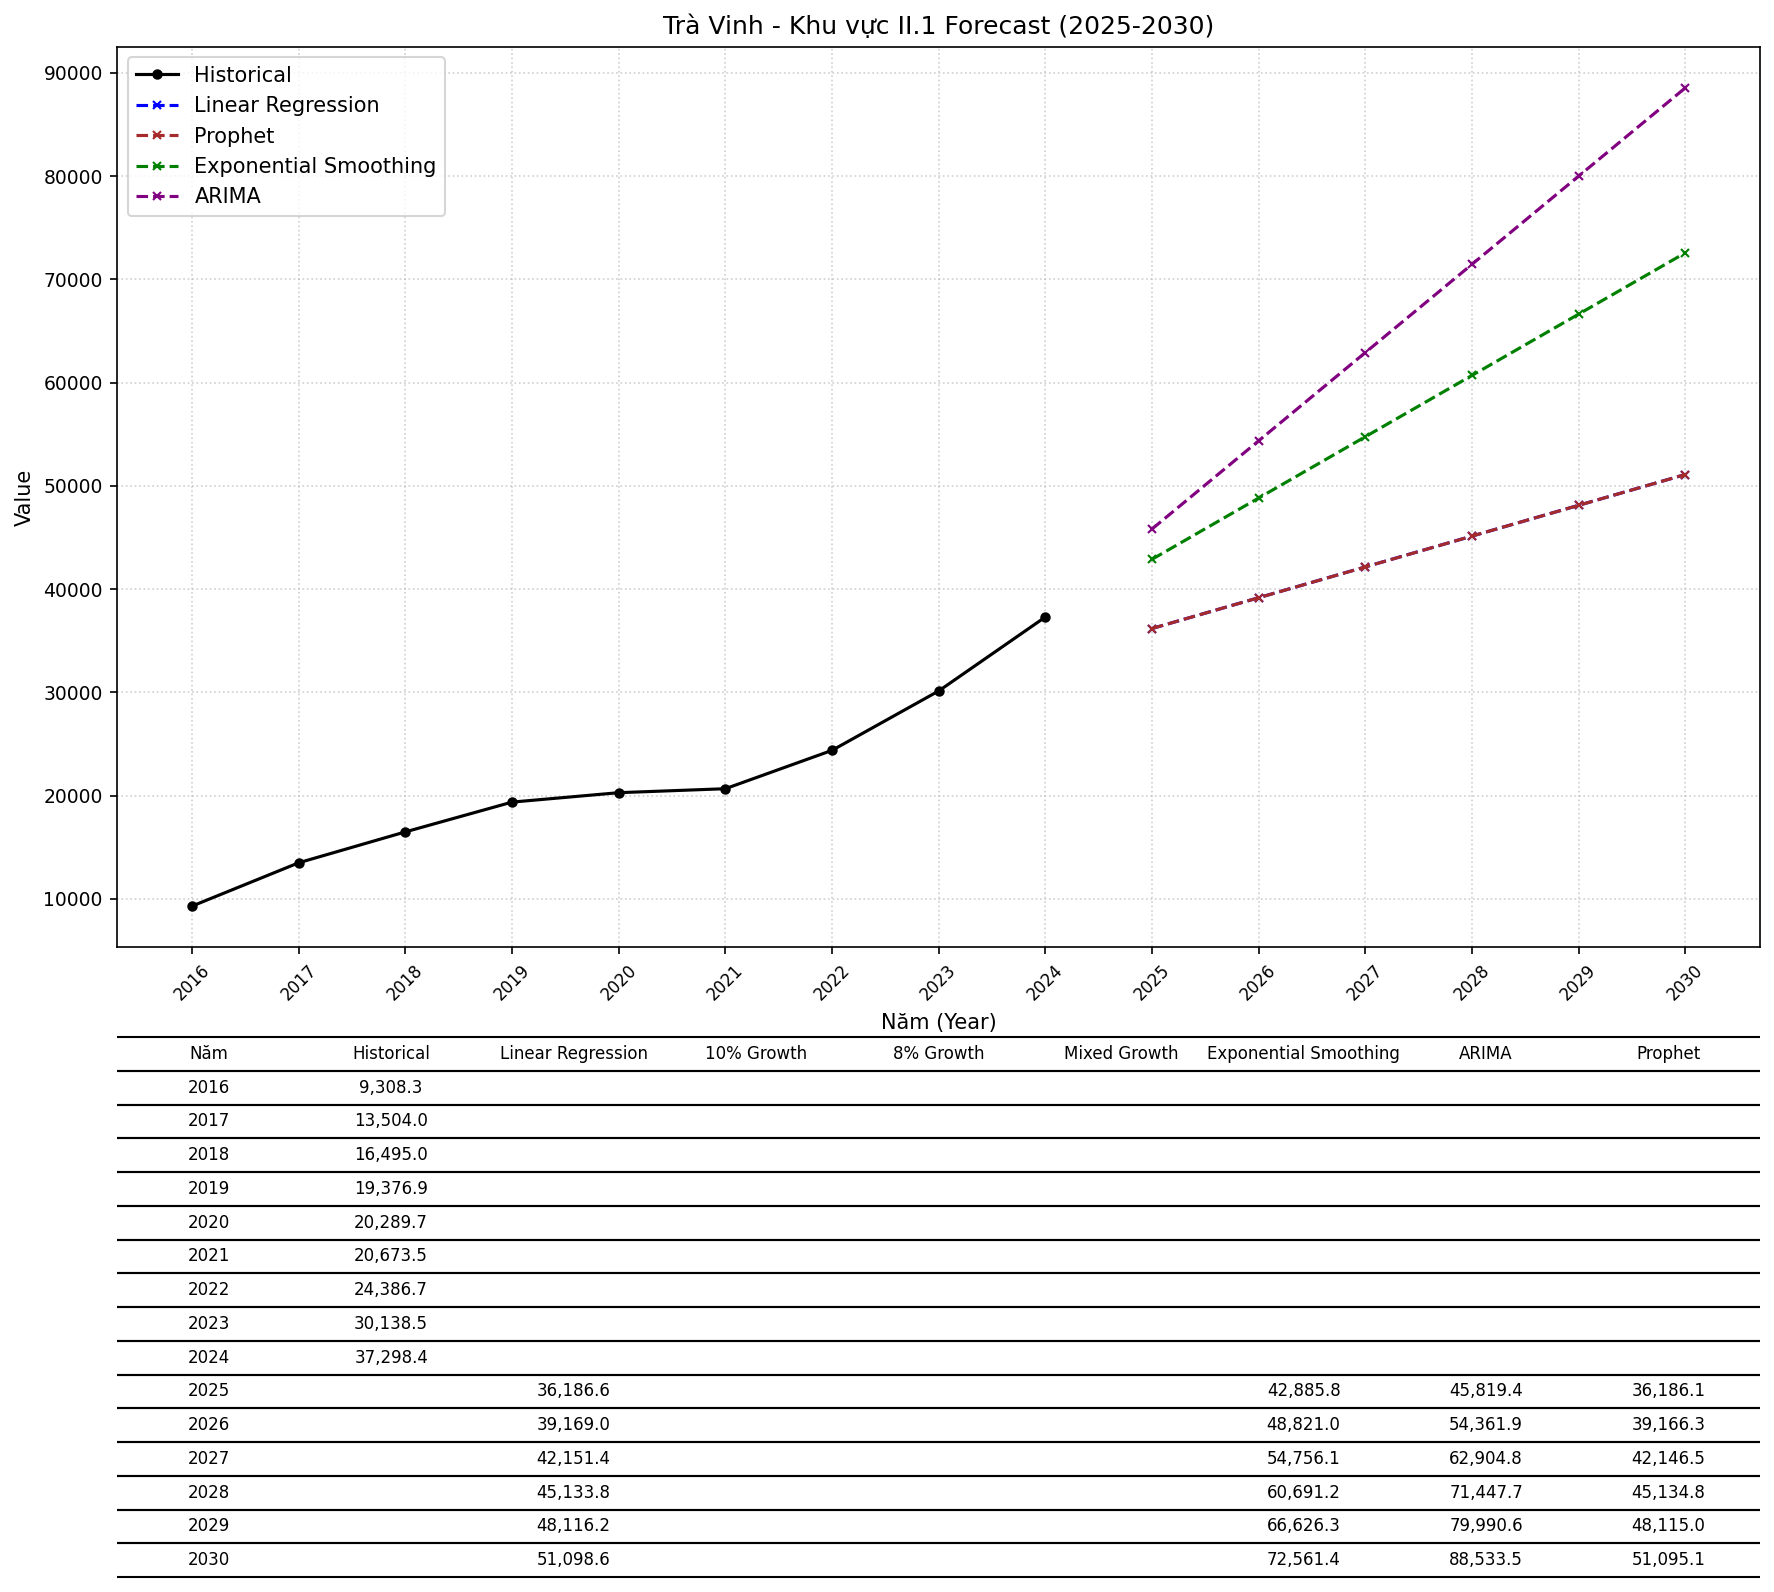 Trà Vinh - Khu vực II.1 Forecast (2025-2030)
Historical
Linear Regression
Prophet
Exponential Smoothing
ARIMA
90000
80000
70000
60000
50000
40000
30000
20000
10000
Value
2016 2017 2018 2019 2020 2021 2022 2023 2024 2025 2026 2027 2028 2029 2030
Năm (Year)
Năm Historical Linear Regression 10% Growth 8% Growth Mixed Growth Exponential Smoothing ARIMA Prophet
2016 9,308.3
2017 13,504.0
2018 16,495.0
2019 19,376.9
2020 20,289.7
2021 20,673.5
2022 24,386.7
2023 30,138.5
2024 37,298.4
2025 36,186.6 42,885.8 45,819.4 36,186.1
2026 39,169.0 48,821.0 54,361.9 39,166.3
2027 42,151.4 54,756.1 62,904.8 42,146.5
2028 45,133.8 60,691.2 71,447.7 45,134.8
2029 48,116.2 66,626.3 79,990.6 48,115.0
2030 51,098.6 72,561.4 88,533.5 51,095.1